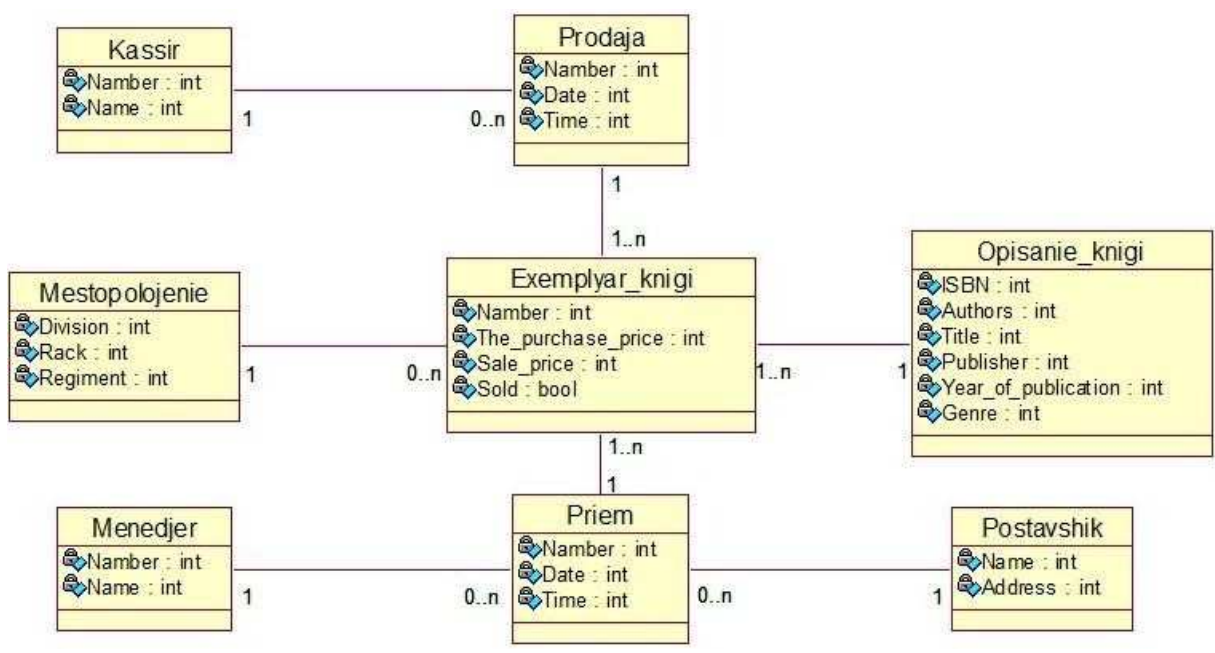 Kassir
Namber : int
Name : int
1
0..n
Prodaja
Namber : int
Date : int
Time : int
1
1..n
Mestopolojenie
Division : int
Rack : int
Regiment : int
1
0..n
Exemplyar_knigi
Namber : int
The_purchase_price : int
Sale_price : int
Sold : bool
1..n
1
Opisanie_knigi
ISBN : int
Authors : int
Title : int
Publisher : int
Year_of_publication : int
Genre : int
1..n
1
Menedjer
Namber : int
Name : int
1
0..n
Priem
Namber : int
Date : int
Time : int
0..n
1
Postavshik
Name : int
Address : int